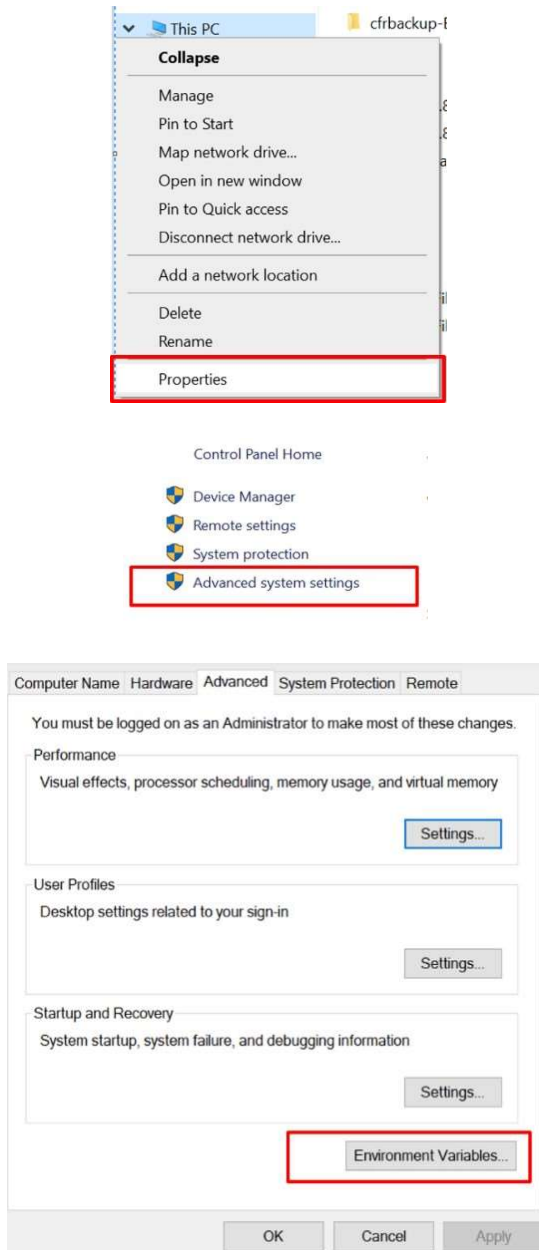 This PC
cfrbackup-
Collapse
Manage
Pin to Start
Map network drive...
Open in new window
Pin to Quick access
Disconnect network drive...
Add a network location
Delete
Rename
Properties
Control Panel Home
Device Manager
Remote settings
System protection
Advanced system settings
Computer Name Hardware Advanced System Protection Remote
You must be logged on as an Administrator to make most of these changes.
Performance
Visual effects, processor scheduling, memory usage, and virtual memory
Settings...
User Profiles
Desktop settings related to your sign-in
Settings...
Startup and Recovery
System startup, system failure, and debugging information
Settings...
Environment Variables...
OK Cancel Apply